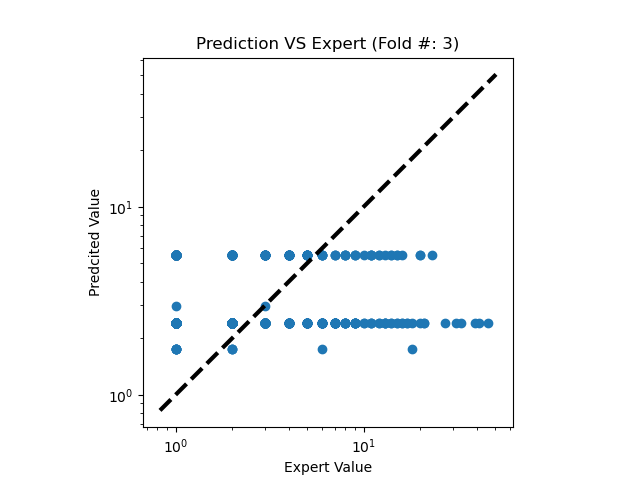 Prediction VS Expert (Fold #: 3)
Predcited Value
10¹
10⁰
10⁰
10¹
Expert Value